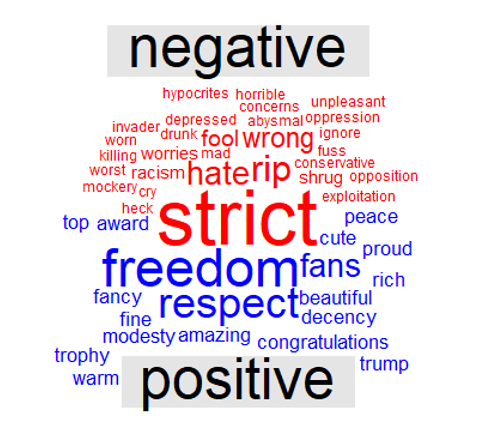 negative
hypocrites horrible
concerns unpleasant
depressed abysmal oppression
invader drunk fool wrong ignore
worn fuss
killing worries mad conservative
worst racism hate rip shrug opposition
mockery cry exploitation
heck strict peace
top award cute proud
freedom fans rich
fancy respect beautiful
fine decency
modesty amazing congratulations
trophy trump
warm positive